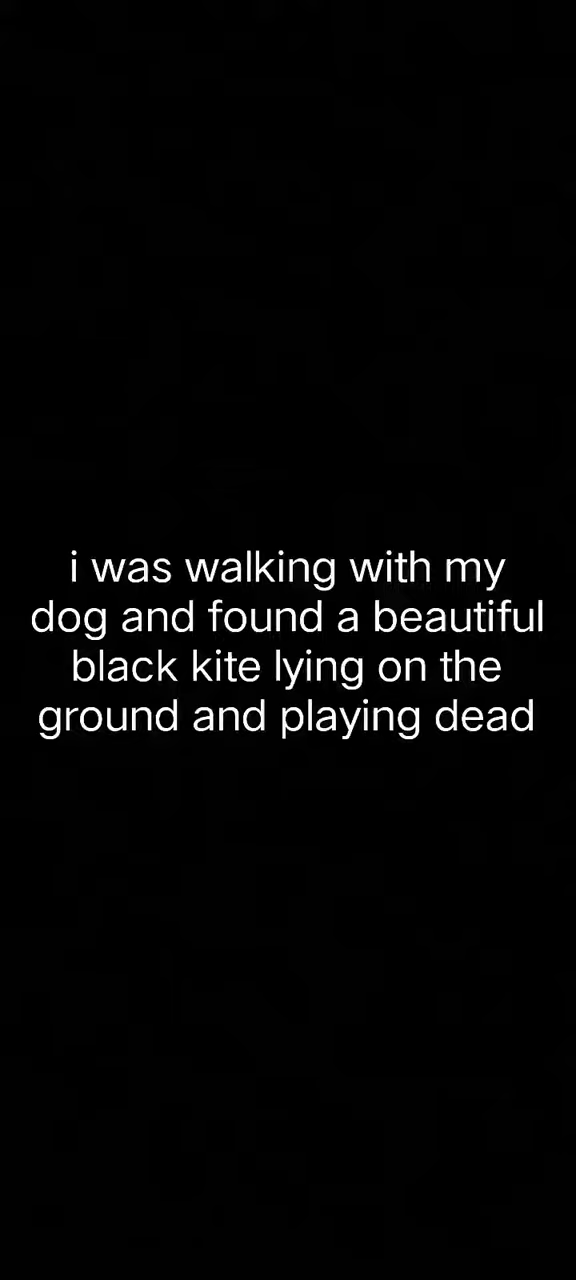 i was walking with my
dog and found a beautiful
black kite lying on the
ground and playing dead